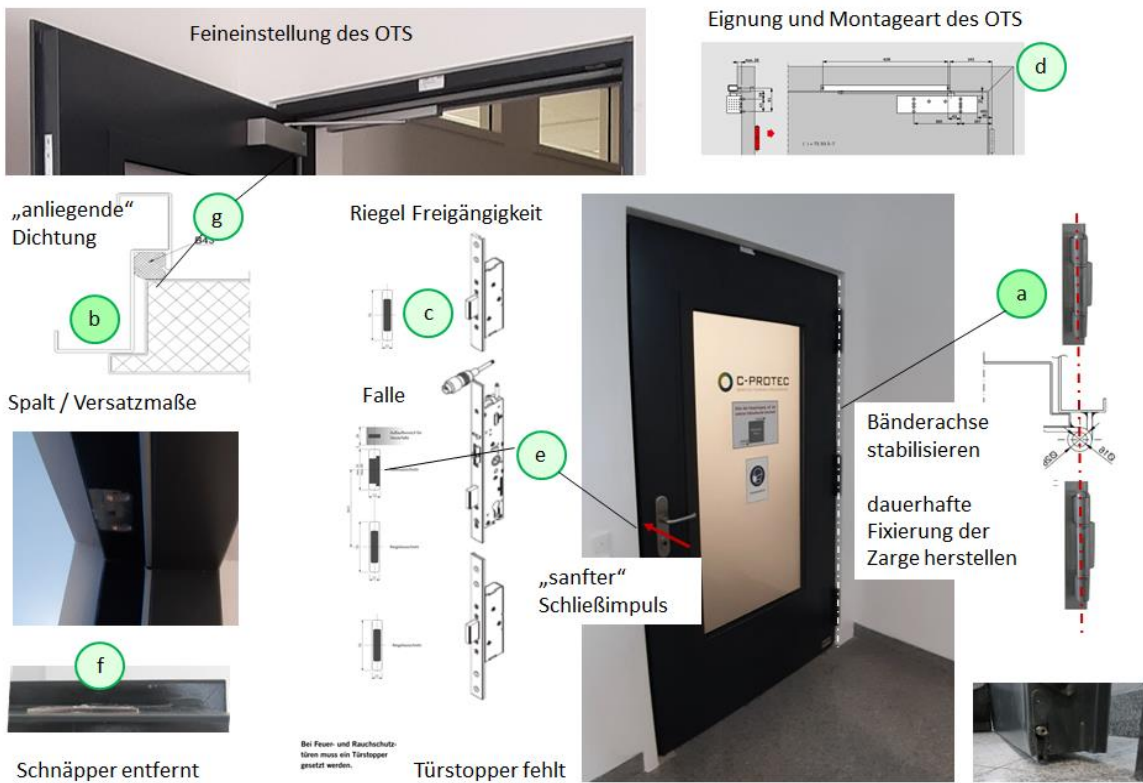 Feineinstellung des OTS
Eignung und Montageart des OTS
d
„anliegende“
Dichtung
g
b
Riegel Freigängigkeit
c
a
Spalt / Versatzmaße
Falle
e
C-PROTEC
Bänderachse
stabilisieren
dauerhafte
Fixierung der
Zarge herstellen
„sanfter“
Schließimpuls
f
Schnäpper entfernt
Bei Feuer- und Rauchschutz-
türen muss ein Türstopper
gesetzt werden.
Türstopper fehlt